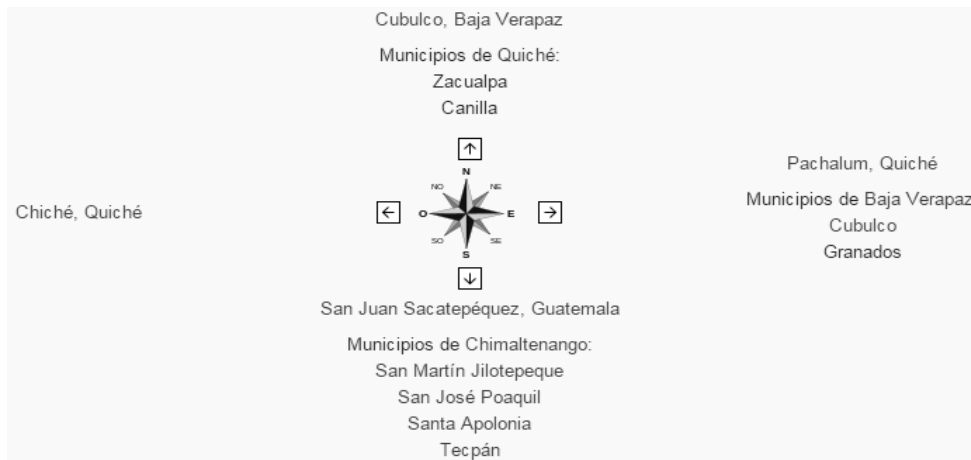 Cubulco, Baja Verapaz
Municipios de Quiché:
Zacualpa
Canilla
N
NO NE
O E
SO SE
S
Chiché, Quiché
Pachalum, Quiché
Municipios de Baja Verapaz
Cubulco
Granados
San Juan Sacatepéquez, Guatemala
Municipios de Chimaltenango:
San Martín Jilotepeque
San José Poaquil
Santa Apolonia
Tecpán